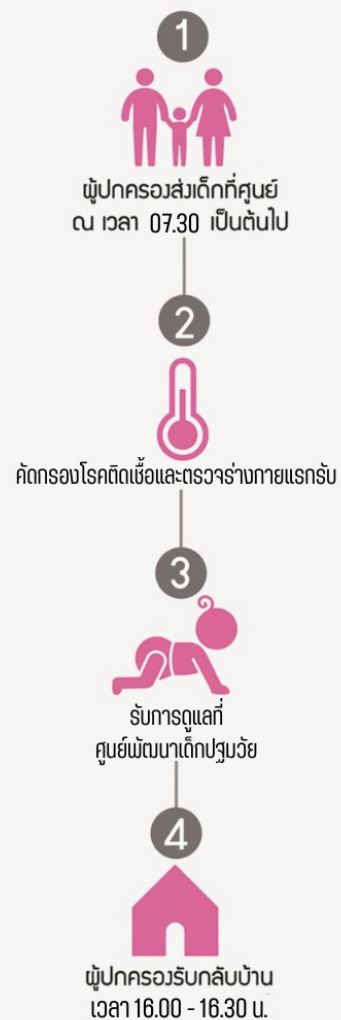 1
ผู้ปกครองส่งเด็กที่ศูนย์
ณ เวลา 07.30 เป็นต้นไป
2
คัดกรองโรคติดเชื้อและตรวจร่างกายแรกรับ
3
รับการดูแลที่
ศูนย์พัฒนาเด็กปฐมวัย
4
ผู้ปกครองรับกลับบ้าน
เวลา 16.00 - 16.30 น.